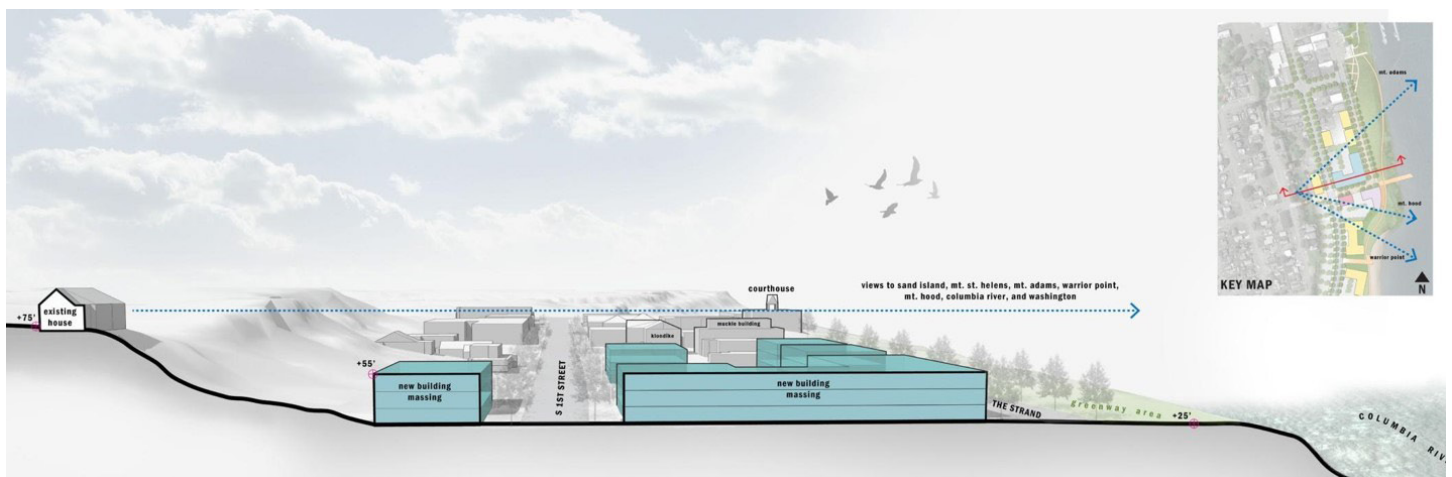 +75'
existing
house
+55'
new building
massing
S 1ST STREET
klondike
muckle building
courthouse
views to sand island, mt. st. helens, mt. adams, warrior point,
mt. hood, columbia river, and washington
new building
massing
THE STRAND
greenway area
+25'
COLUMBIA RIV
mt. adams
mt. hood
warrior point
KEY MAP
N